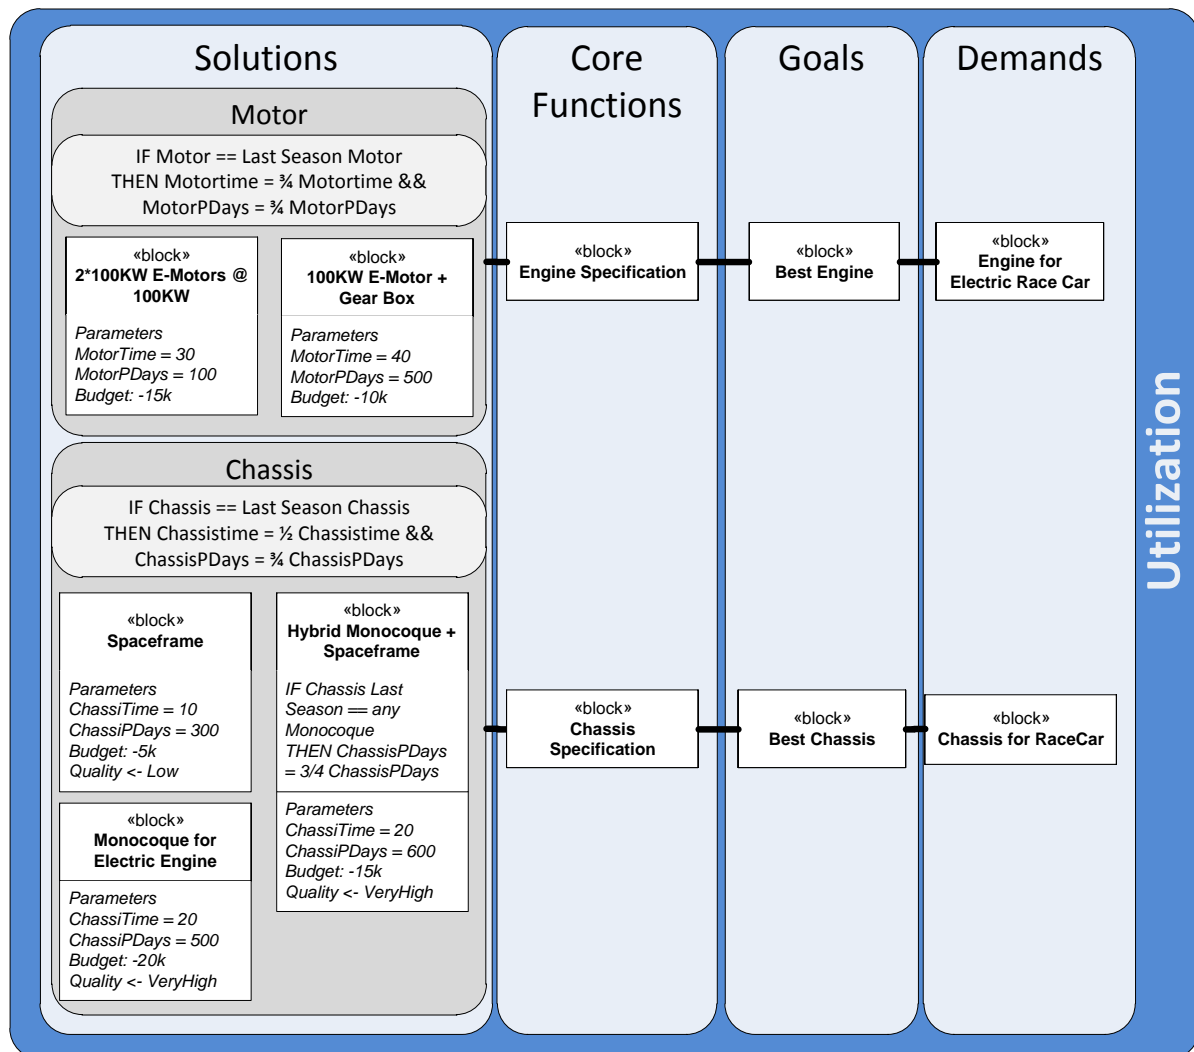 Solutions
Core
Functions
Goals
Demands
Motor
IF Motor == Last Season Motor
THEN Motortime = ¾ Motortime &&
MotorPDays = ¾ MotorPDays
«block»
2*100KW E-Motors @
100KW
Parameters
MotorTime = 30
MotorPDays = 100
Budget: -15k
«block»
100KW E-Motor +
Gear Box
Parameters
MotorTime = 40
MotorPDays = 500
Budget: -10k
«block»
Engine Specification
«block»
Best Engine
«block»
Engine for
Electric Race Car
Chassis
IF Chassis == Last Season Chassis
THEN Chassistime = ½ Chassistime &&
ChassisPDays = ¾ ChassisPDays
«block»
Spaceframe
Parameters
ChassiTime = 10
ChassiPDays = 300
Budget: -5k
Quality <- Low
«block»
Hybrid Monocoque +
Spaceframe
IF Chassis Last
Season == any
Monocoque
THEN ChassisPDays
= 3/4 ChassisPDays
Parameters
ChassiTime = 20
ChassiPDays = 600
Budget: -15k
Quality <- VeryHigh
«block»
Monocoque for
Electric Engine
Parameters
ChassiTime = 20
ChassiPDays = 500
Budget: -20k
Quality <- VeryHigh
«block»
Chassis
Specification
«block»
Best Chassis
«block»
Chassis for RaceCar
Utilization